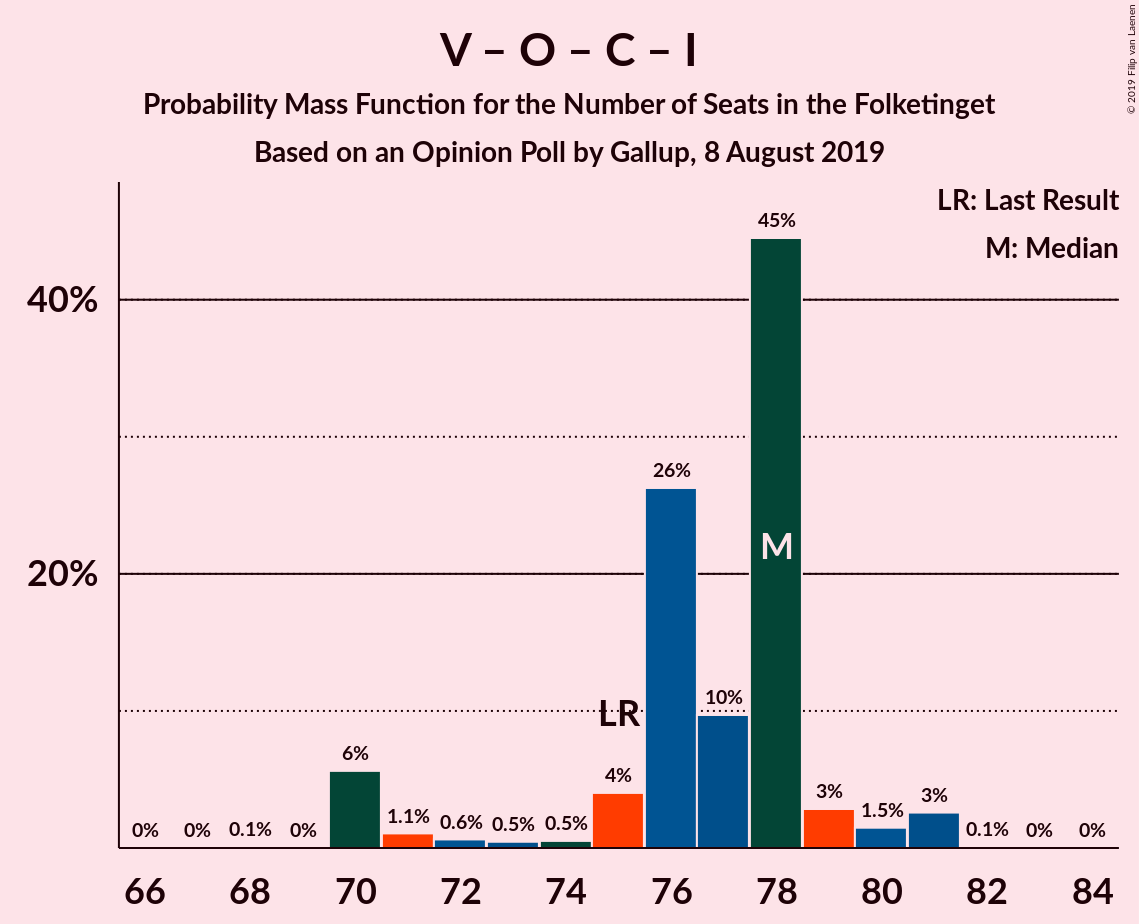 V – O – C – I
Probability Mass Function for the Number of Seats in the Folketinget
Based on an Opinion Poll by Gallup, 8 August 2019
© 2019 Filip van Laenen
LR: Last Result
M: Median
40%
20%
0%
0%
0.1%
0%
6%
1.1%
0.6%
0.5%
0.5%
4%
LR
26%
10%
45%
M
3%
1.5%
3%
0.1%
0%
0%
66 68 70 72 74 76 78 80 82 84